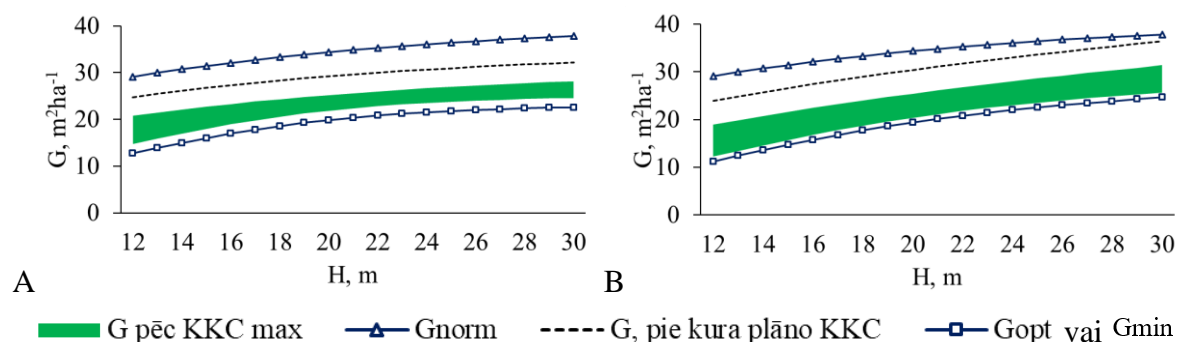 40
30
20
10
0
G, m²ha⁻¹
12 14 16 18 20 22 24 26 28 30
H, m
A
40
30
20
10
0
G, m²ha⁻¹
12 14 16 18 20 22 24 26 28 30
H, m
B
G pēc KKC max Gnorm G, pie kura plāno KKC Gopt vai Gmin